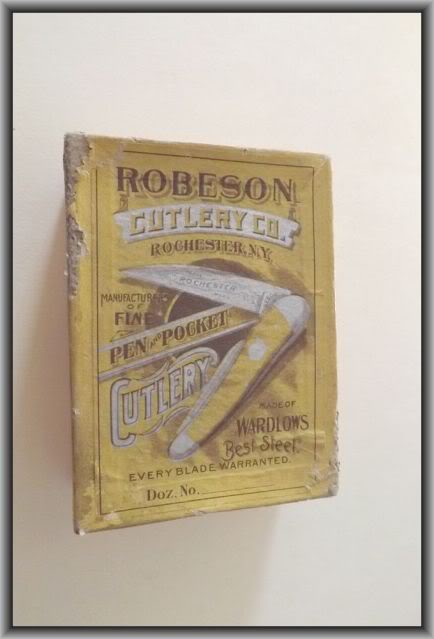 ROBESON
CUTLERY CO.
ROCHESTER, N.Y.
ROCHESTER
MANUFACTURERS
OF
FINE
PEN AND POCKET
CUTLERY
MADE OF
WARDLOWS
Best Steel.
EVERY BLADE WARRANTED.
Doz. No.